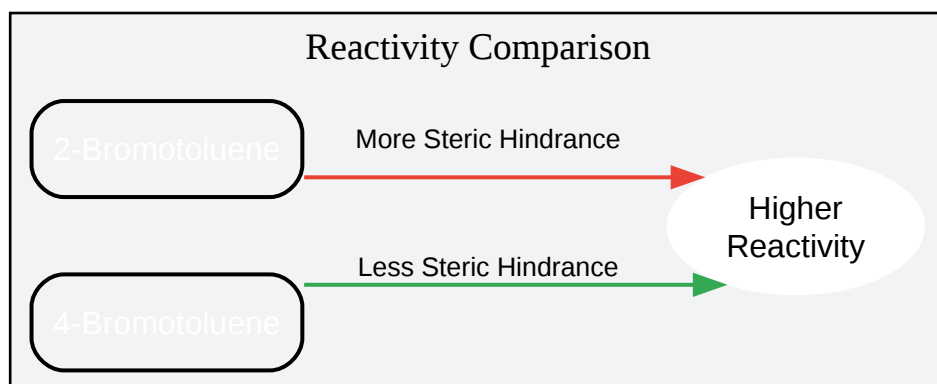 Reactivity Comparison
2-Bromotoluene
More Steric Hindrance
Higher
Reactivity
Less Steric Hindrance
4-Bromotoluene